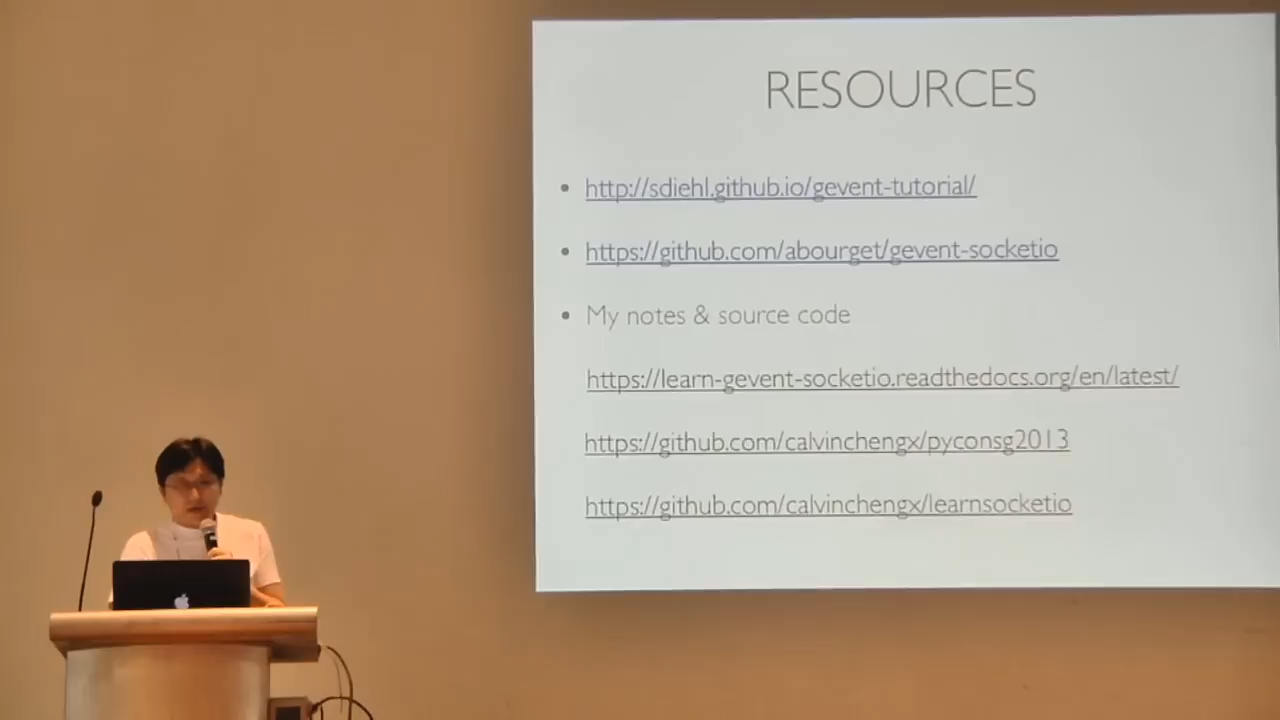 RESOURCES
• http://sdiehl.github.io/gevent-tutorial/
• https://github.com/abourget/gevent-socketio
• My notes & source code
https://learn-gevent-socketio.readthedocs.org/en/latest/
https://github.com/calvinchengx/pyconsg2013
https://github.com/calvinchengx/learnsocketio